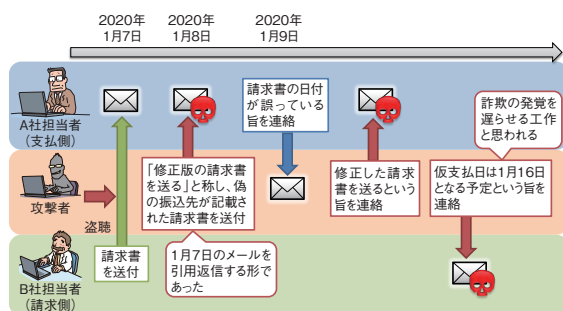 2020年
1月7日
2020年
1月8日
2020年
1月9日
A社担当者
(支払側)
請求書の日付
が誤っている
旨を連絡
詐欺の発覚を
遅らせる工作
と思われる
攻撃者
盗聴
「修正版の請求書
を送る」と称し、偽
の振込先が記載さ
れた請求書を送付
修正した請求
書を送るという
旨を連絡
仮支払日は1月16日
となる予定という旨を
連絡
B社担当者
(請求側)
請求書
を送付
1月7日のメールを
引用返信する形で
あった